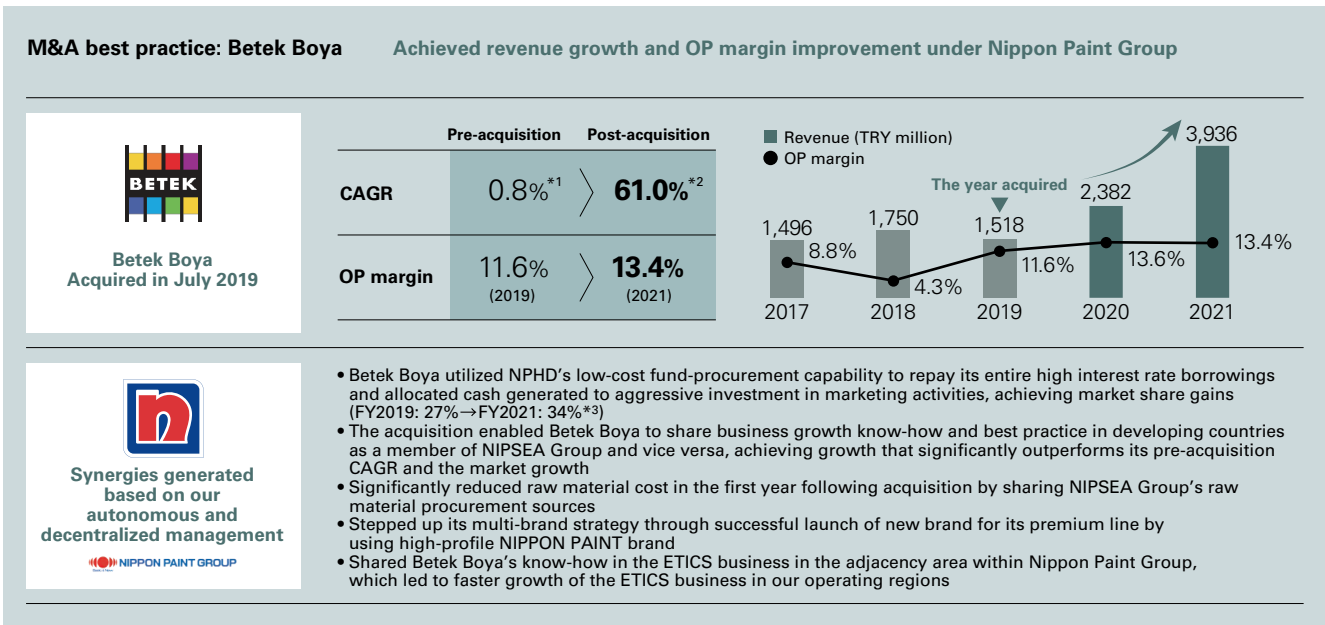 M&A best practice: Betek Boya
Achieved revenue growth and OP margin improvement under Nippon Paint Group
BETEK
Betek Boya
Acquired in July 2019
Pre-acquisition
Post-acquisition
CAGR
0.8%*1
61.0%*2
OP margin
11.6%
(2019)
13.4%
(2021)
Revenue (TRY million)
OP margin
The year acquired
1,496
1,750
1,518
2,382
3,936
8.8%
4.3%
11.6%
13.6%
13.4%
2017
2018
2019
2020
2021
n
Synergies generated
based on our
autonomous and
decentralized management
NIPPON PAINT GROUP
• Betek Boya utilized NPHD's low-cost fund-procurement capability to repay its entire high interest rate borrowings
and allocated cash generated to aggressive investment in marketing activities, achieving market share gains
(FY2019: 27%→FY2021: 34%*3)
• The acquisition enabled Betek Boya to share business growth know-how and best practice in developing countries
as a member of NIPSEA Group and vice versa, achieving growth that significantly outperforms its pre-acquisition
CAGR and the market growth
• Significantly reduced raw material cost in the first year following acquisition by sharing NIPSEA Group's raw
material procurement sources
• Stepped up its multi-brand strategy through successful launch of new brand for its premium line by
using high-profile NIPPON PAINT brand
• Shared Betek Boya's know-how in the ETICS business in the adjacency area within Nippon Paint Group,
which led to faster growth of the ETICS business in our operating regions